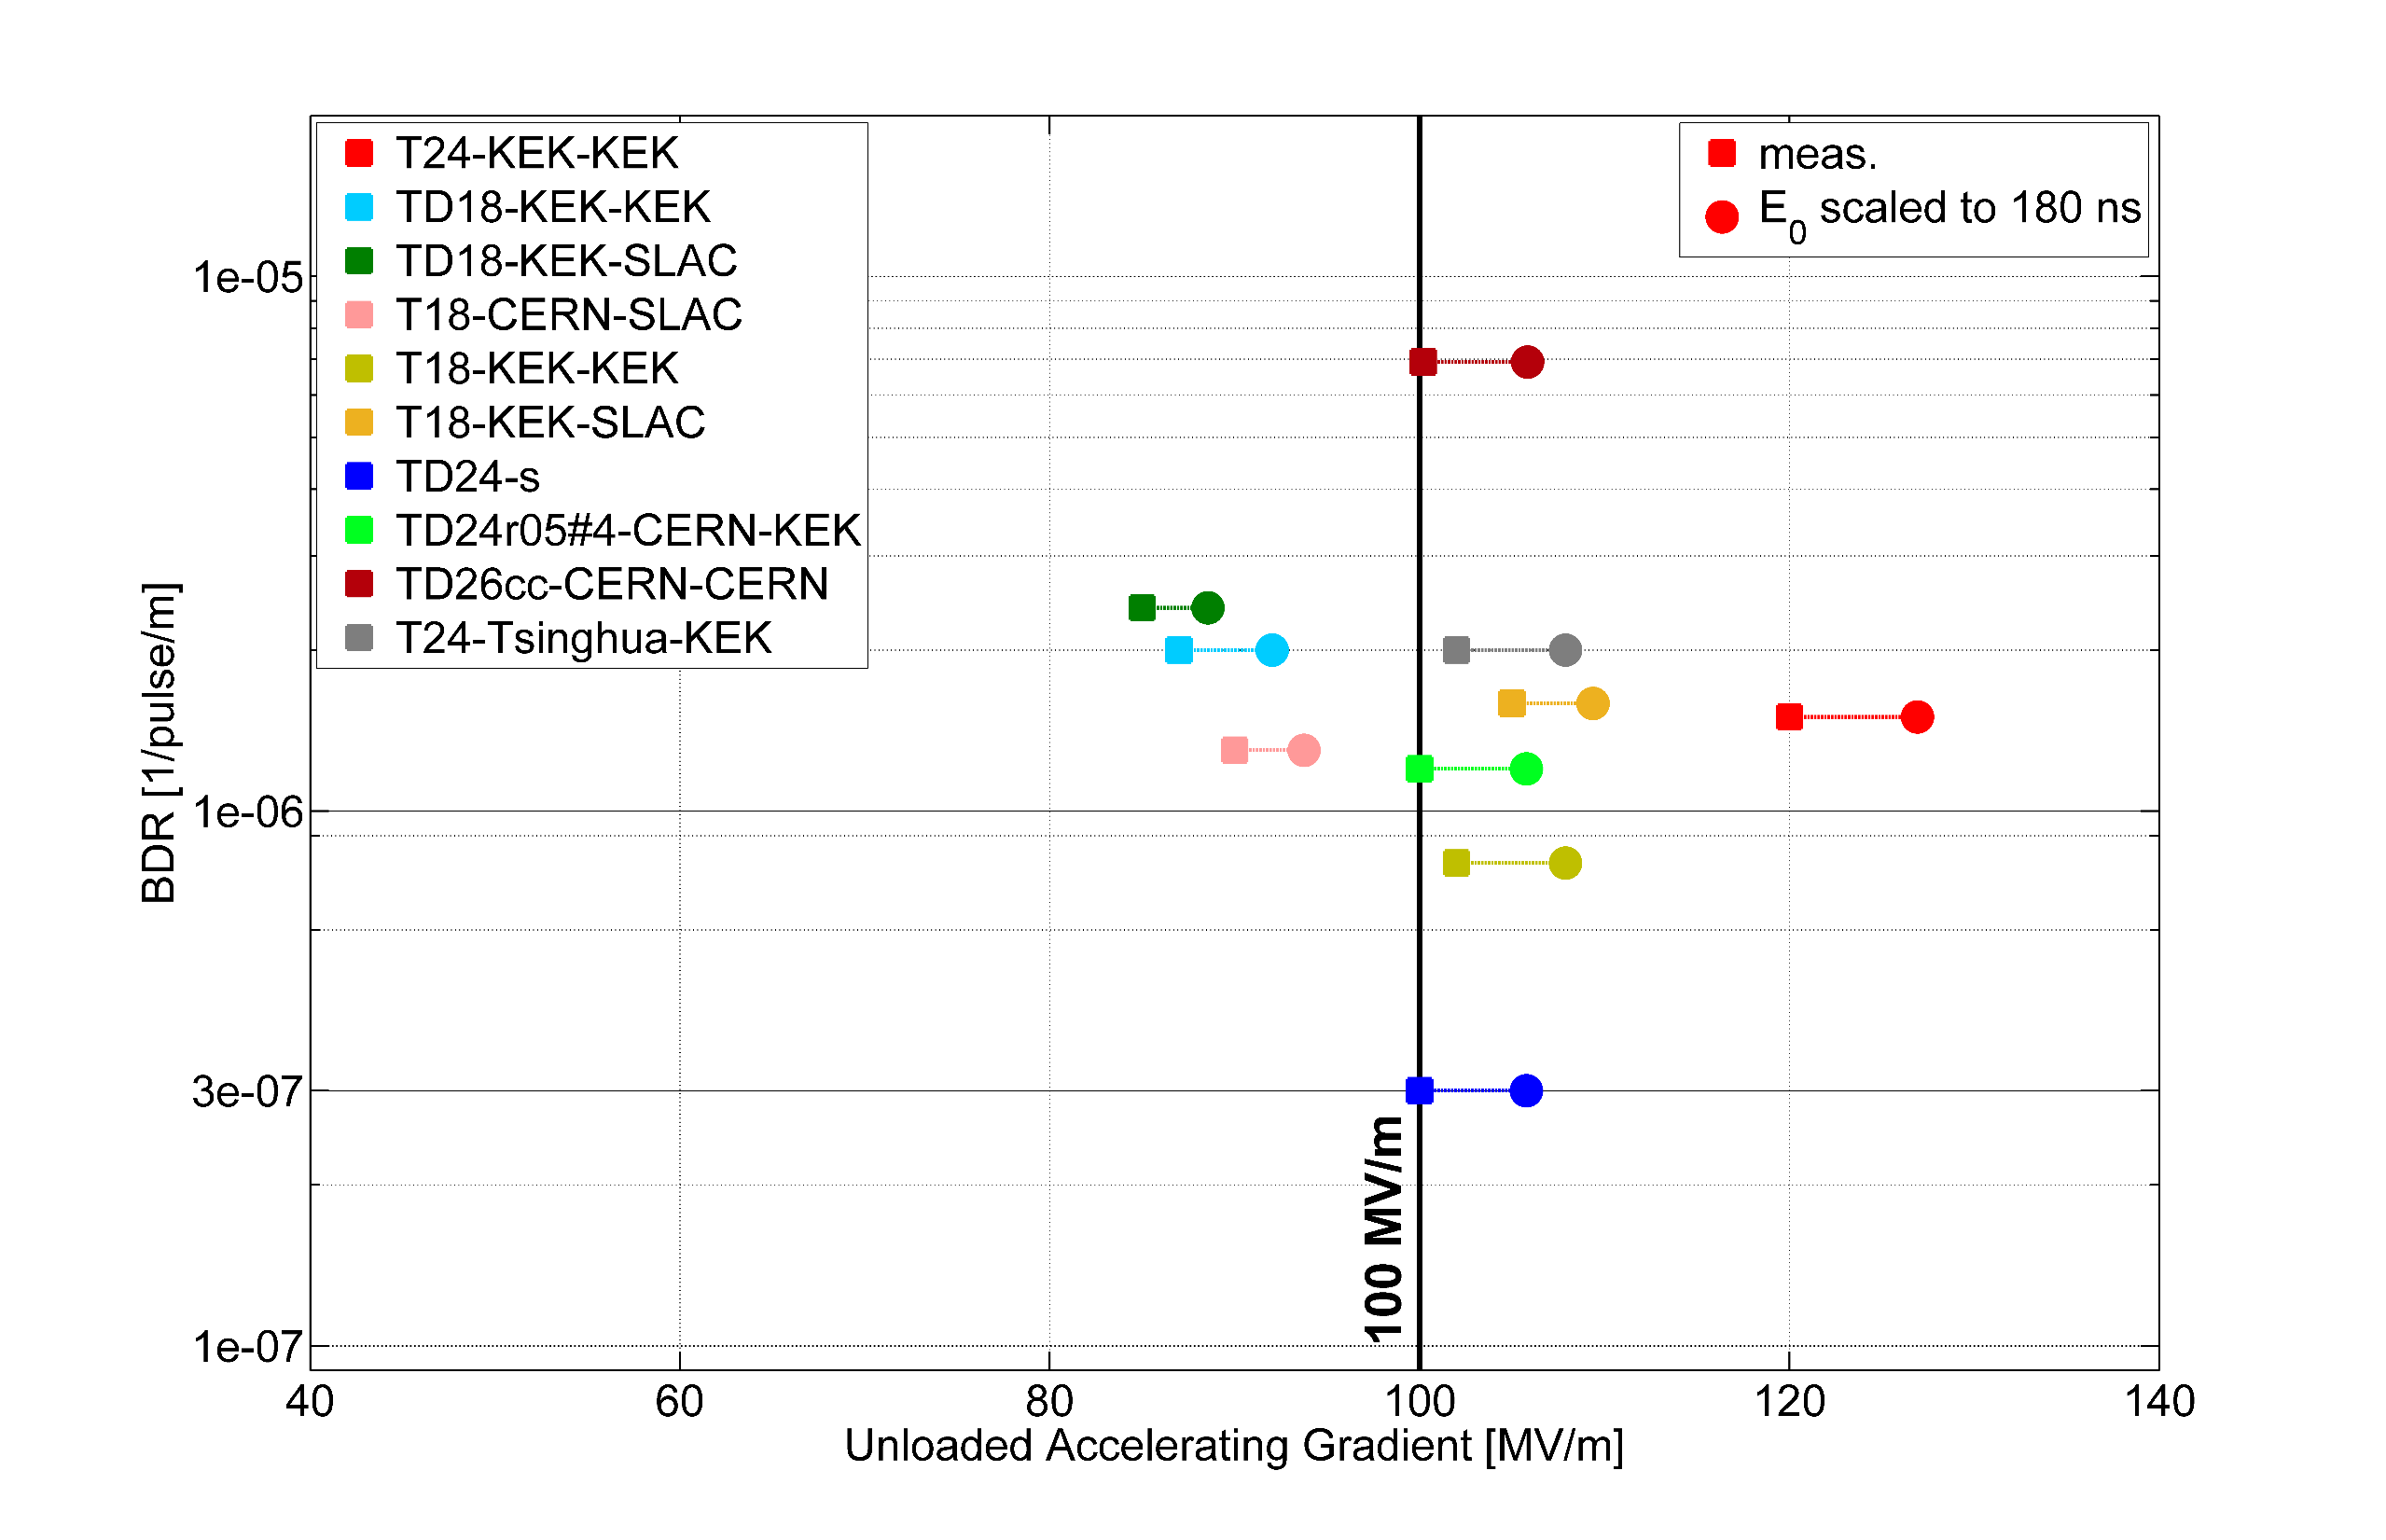 T24-KEK-KEK
TD18-KEK-KEK
TD18-KEK-SLAC
T18-CERN-SLAC
T18-KEK-KEK
T18-KEK-SLAC
TD24-s
TD24r05#4-CERN-KEK
TD26cc-CERN-CERN
T24-Tsinghua-KEK
meas.
E0 scaled to 180 ns
1e-05
1e-06
3e-07
1e-07
BDR [1/pulse/m]
100 MV/m
40 60 80 100 120 140
Unloaded Accelerating Gradient [MV/m]